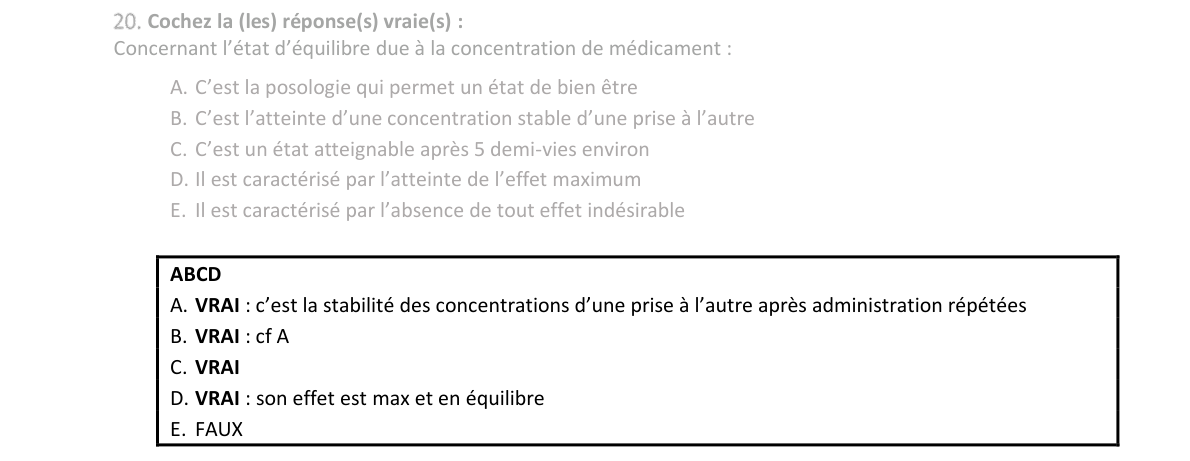 20. Cochez la (les) réponse(s) vraie(s) :
Concernant l’état d’équilibre due à la concentration de médicament :
A. C’est la posologie qui permet un état de bien être
B. C’est l’atteinte d’une concentration stable d’une prise à l’autre
C. C’est un état atteignable après 5 demi-vies environ
D. Il est caractérisé par l’atteinte de l’effet maximum
E. Il est caractérisé par l’absence de tout effet indésirable
ABCD
A. VRAI : c’est la stabilité des concentrations d’une prise à l’autre après administration répétées
B. VRAI : cf A
C. VRAI
D. VRAI : son effet est max et en équilibre
E. FAUX